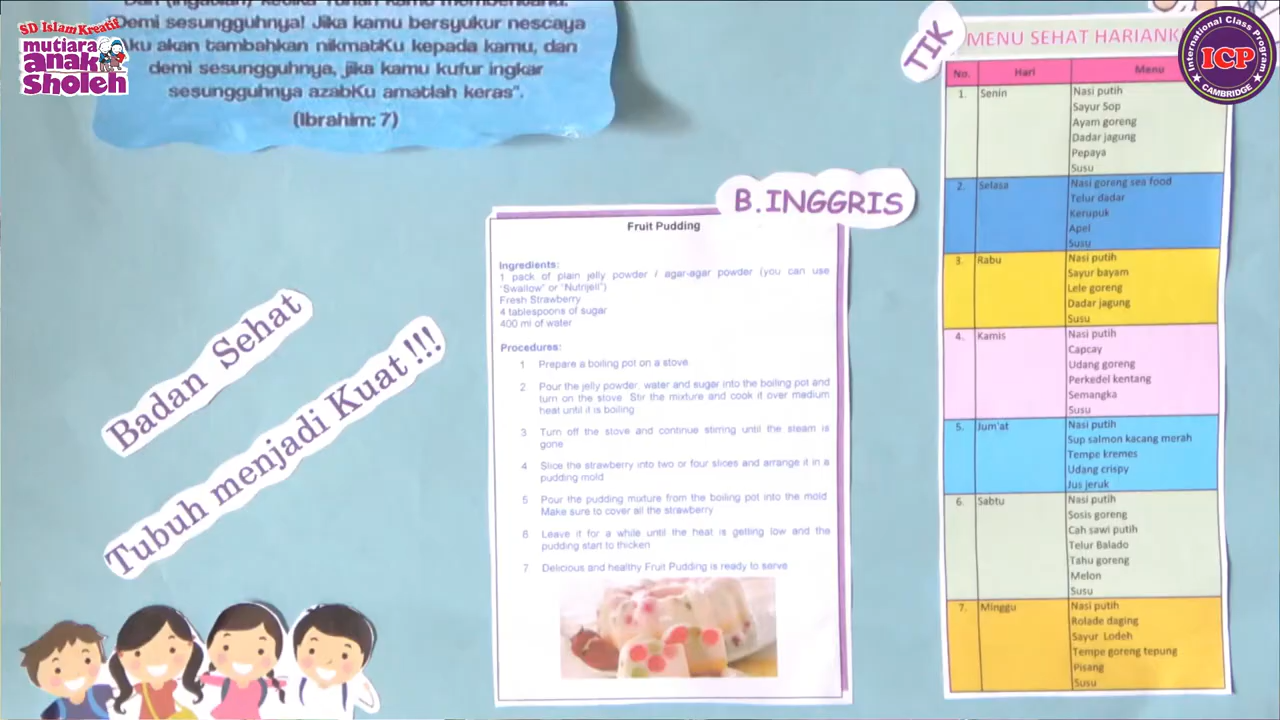 SD Islam Kreatif
mutiara
anak
Sholeh
Demi sesungguhnya! Jika kamu bersyukur nescaya
ku akan tambahkan nikmatKu kepada kamu, dan
demi sesungguhnya, jika kamu kufur ingkar
sesungguhnya azabKu amatlah keras".
(Ibrahim: 7)
Badan Sehat
Tubuh menjadi Kuat !!!
B.INGGRIS
Fruit Pudding
Ingredients:
1 pack of plain jelly powder / agar-agar powder (you can use
"Swallow" or "Nutrijell")
Fresh Strawberry
4 tablespoons of sugar
400 ml of water
Procedures:
1 Prepare a boiling pot on a stove
2 Pour the jelly powder, water and sugar into the boiling pot and
turn on the stove. Stir the mixture and cook it over medium
heat until it is boiling
3 Turn off the stove and continue stirring until the steam is
gone
4 Slice the strawberry into two or four slices and arrange it in a
pudding mold
5 Pour the pudding mixture from the boiling pot into the mold
Make sure to cover all the strawberry
6 Leave it for a while until the heat is getting low and the
pudding start to thicken
7 Delicious and healthy Fruit Pudding is ready to serve
TIK
MENU SEHAT HARIANK
No. Hari Menu
1. Senin Nasi putih
Sayur Sop
Ayam goreng
Dadar jagung
Pepaya
Susu
2. Selasa Nasi goreng sea food
Telur dadar
Kerupuk
Apel
Susu
3. Rabu Nasi putih
Sayur bayam
Lele goreng
Dadar jagung
Susu
4. Kamis Nasi putih
Capcay
Udang goreng
Perkedel kentang
Semangka
Susu
5. Jum'at Nasi putih
Sup salmon kacang merah
Tempe kremes
Udang crispy
Jus jeruk
6. Sabtu Nasi putih
Sosis goreng
Cah sawi putih
Telur Balado
Tahu goreng
Melon
Susu
7. Minggu Nasi putih
Rolade daging
Sayur Lodeh
Tempe goreng tepung
Pisang
Susu
International Class Program
ICP
CAMBRIDGE